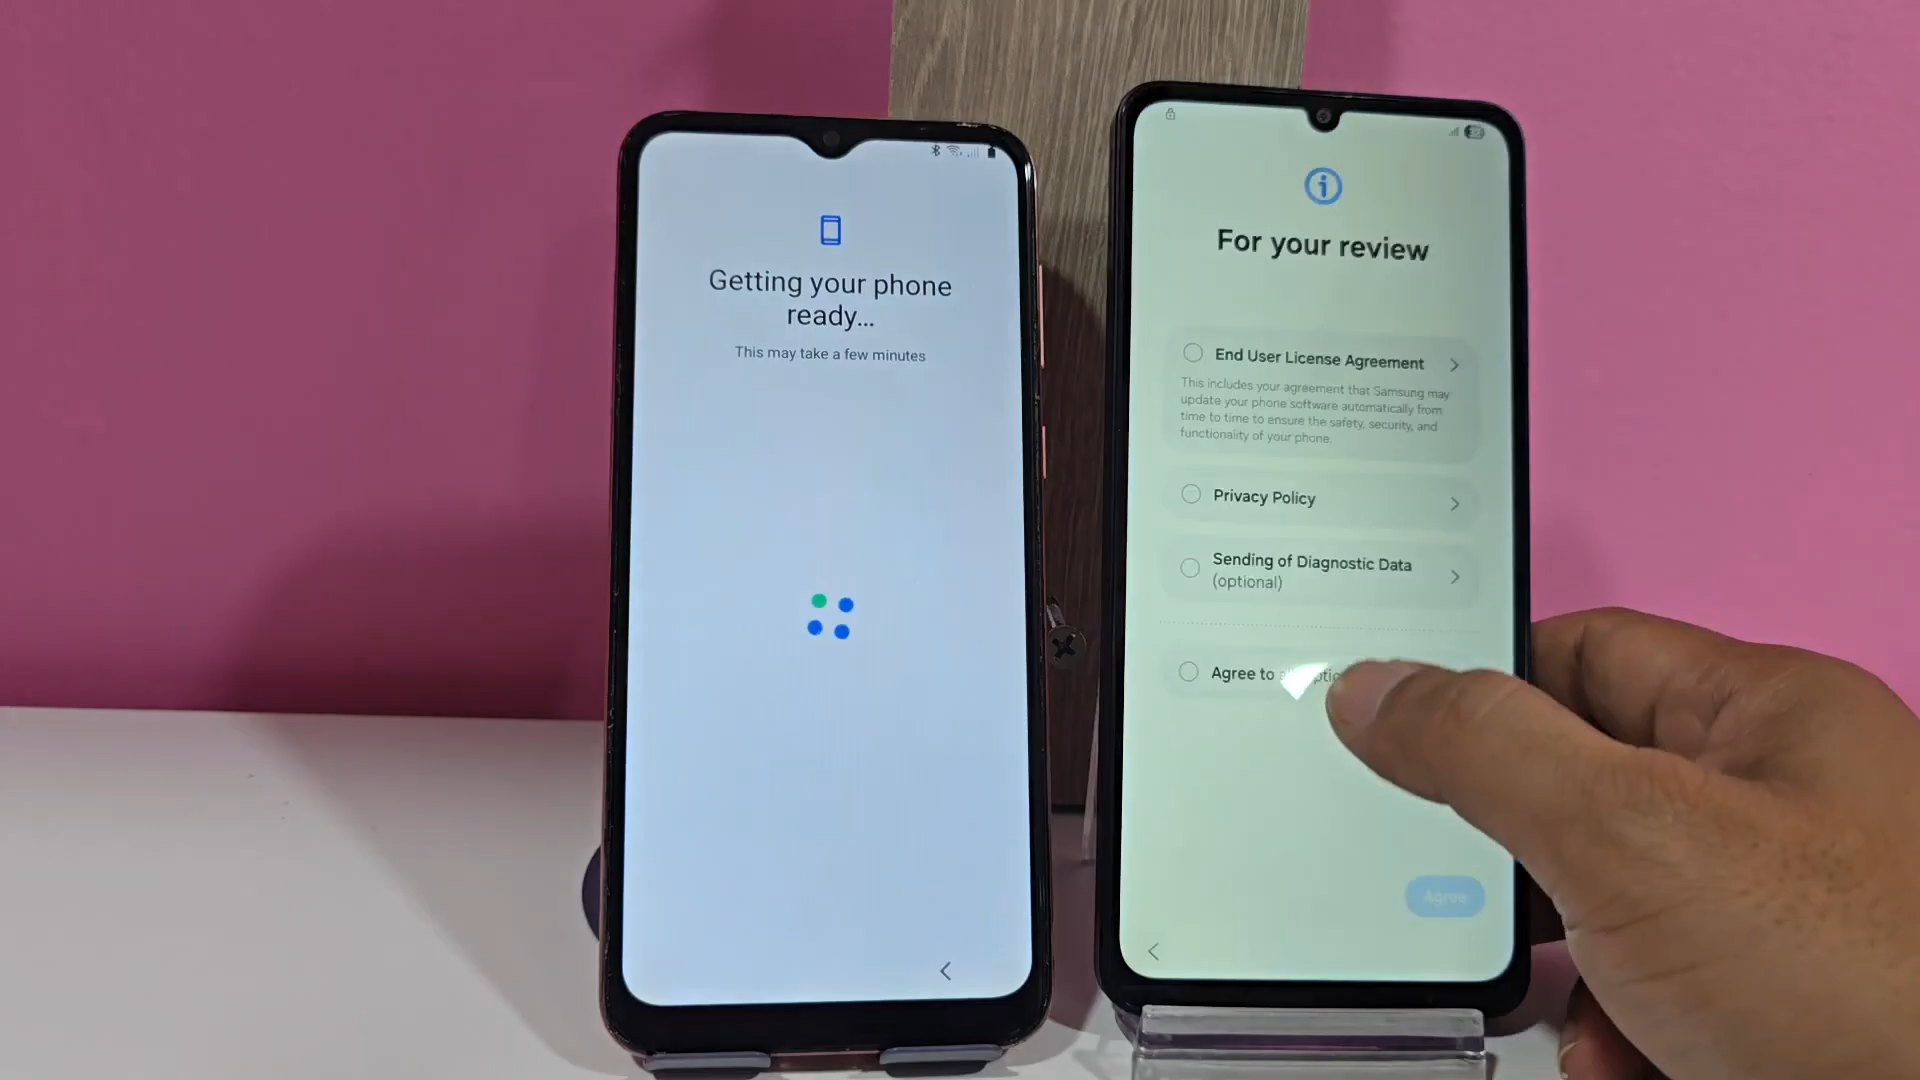 Getting your phone
ready...
This may take a few minutes
32
For your review
End User License Agreement
This includes your agreement that Samsung may
update your phone software automatically from
time to time to ensure the safety, security, and
functionality of your phone.
Privacy Policy
Sending of Diagnostic Data
(optional)
Agree to
Agree